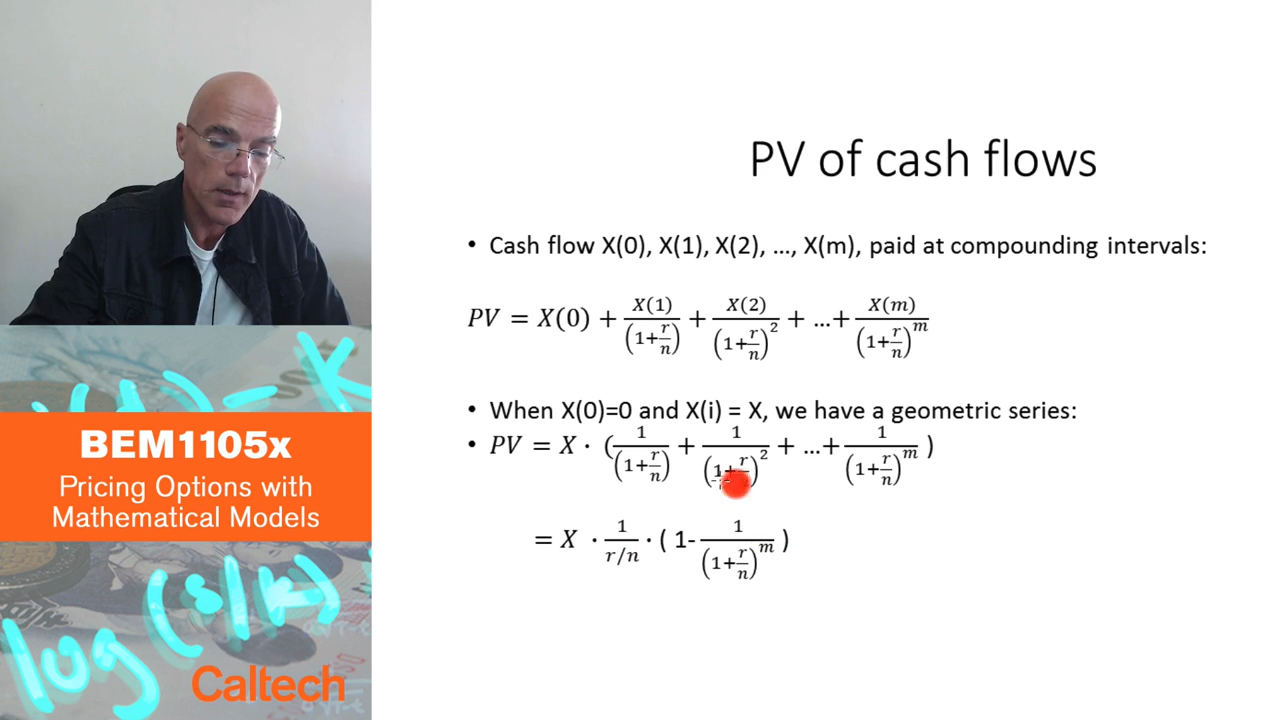 PV of cash flows
• Cash flow X(0), X(1), X(2), ..., X(m), paid at compounding intervals:
PV = X(0) + X(1)/(1+r/n) + X(2)/(1+r/n)^2 + ...+ X(m)/(1+r/n)^m
• When X(0)=0 and X(i) = X, we have a geometric series:
• PV = X · (1/(1+r/n) + 1/(1+r/n)^2 + ...+ 1/(1+r/n)^m )
= X · 1/(r/n) · ( 1- 1/(1+r/n)^m )
BEM1105x
Pricing Options with
Mathematical Models
log(s/k)
Caltech